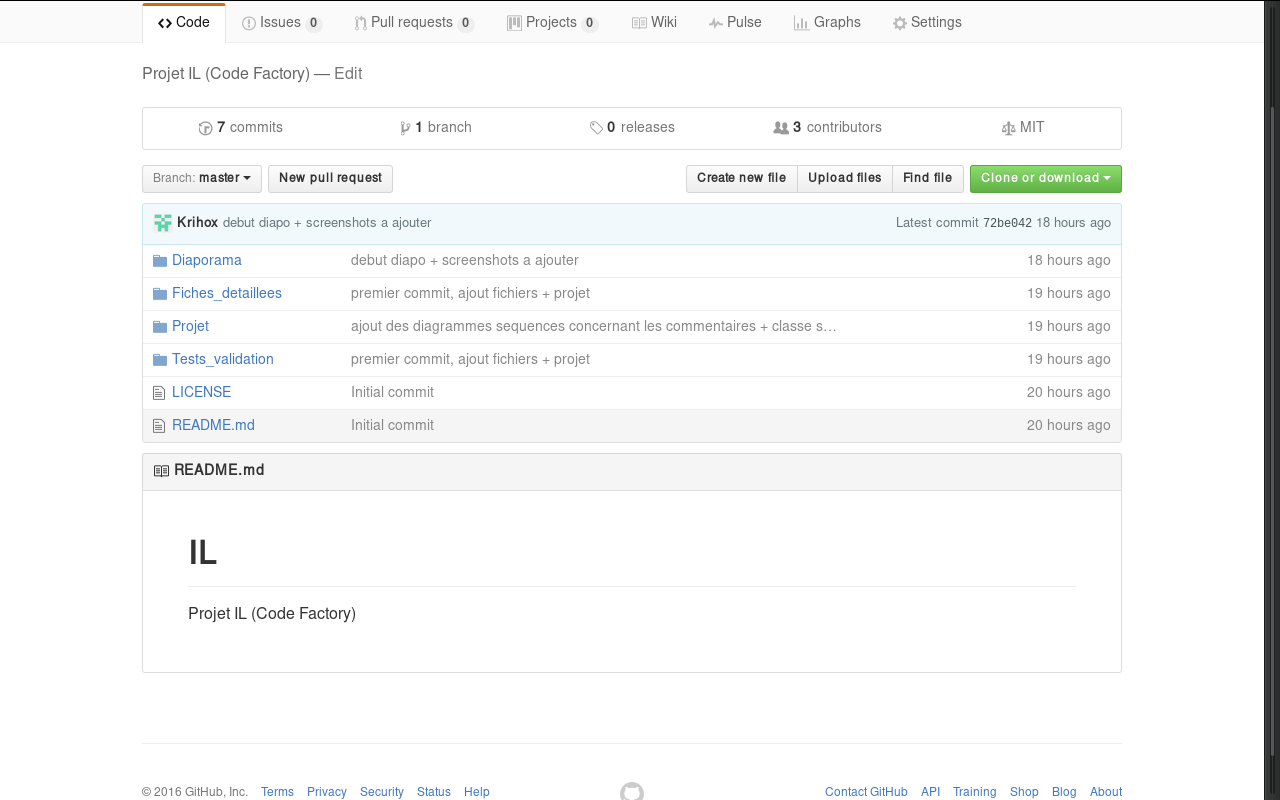 Code Issues 0 Pull requests 0 Projects 0 Wiki Pulse Graphs Settings
Projet IL (Code Factory) — Edit
7 commits 1 branch 0 releases 3 contributors MIT
Branch: master New pull request Create new file Upload files Find file Clone or download
Krihox debut diapo + screenshots a ajouter Latest commit 72be042 18 hours ago
Diaporama debut diapo + screenshots a ajouter 18 hours ago
Fiches_detaillees premier commit, ajout fichiers + projet 19 hours ago
Projet ajout des diagrammes sequences concernant les commentaires + classe s… 19 hours ago
Tests_validation premier commit, ajout fichiers + projet 19 hours ago
LICENSE Initial commit 20 hours ago
README.md Initial commit 20 hours ago
README.md
IL
Projet IL (Code Factory)
© 2016 GitHub, Inc. Terms Privacy Security Status Help Contact GitHub API Training Shop Blog About